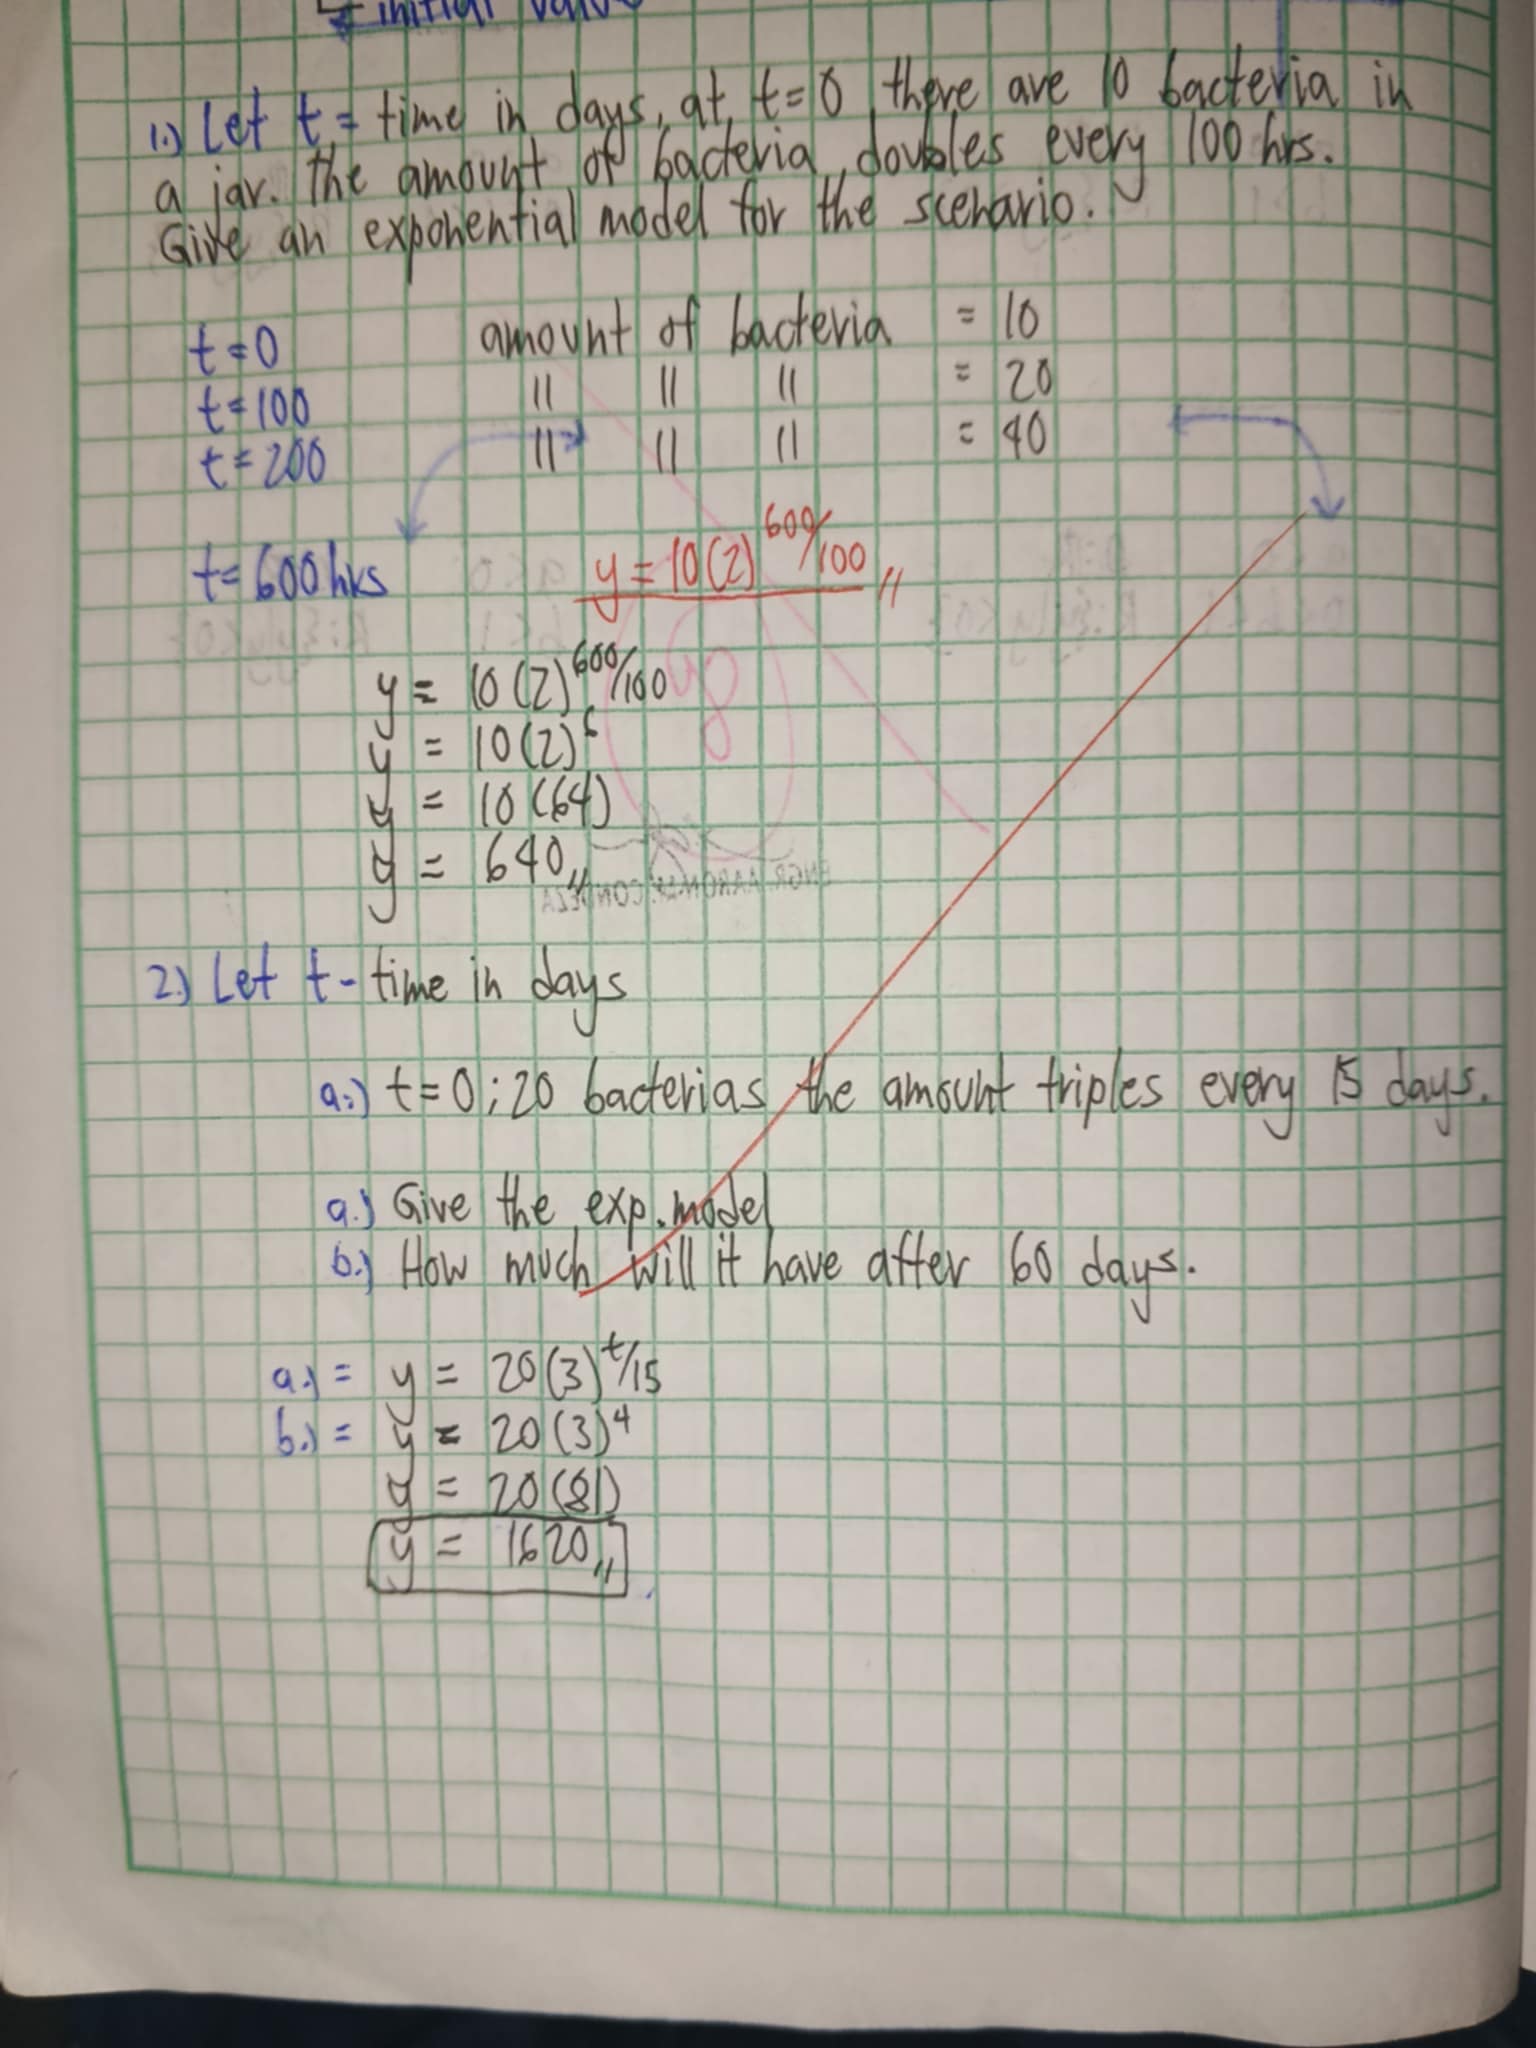 initial value
1.) Let t = time in days, at t=0 there are 10 bacteria in
a jar. The amount of bacteria doubles every 100 hrs.
Give an exponential model for the scenario.
t=0 amount of bacteria = 10
t=100 " " " = 20
t=200 " " " = 40
t=600 hrs y=10(2)^600/100 //
y = 10(2)^600/100
y = 10(2)^6
y = 10(64)
y = 640 //
2.) Let t - time in days
a.) t=0; 20 bacterias the amount triples every 15 days.
a.) Give the exp. model
b.) How much will it have after 60 days.
a.) = y = 20(3)^t/15
b.) = y = 20(3)^4
y = 20(81)
y = 1620 //